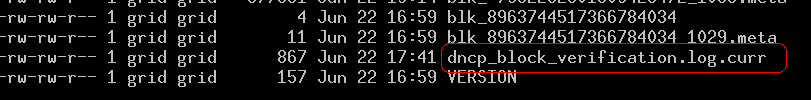 -rw-rw-r-- 1 grid grid 4 Jun 22 16:59 blk_8963744517366784034
-rw-rw-r-- 1 grid grid 11 Jun 22 16:59 blk_8963744517366784034_1029.meta
-rw-rw-r-- 1 grid grid 867 Jun 22 17:41 dncp_block_verification.log.curr
-rw-rw-r-- 1 grid grid 157 Jun 22 16:59 VERSION